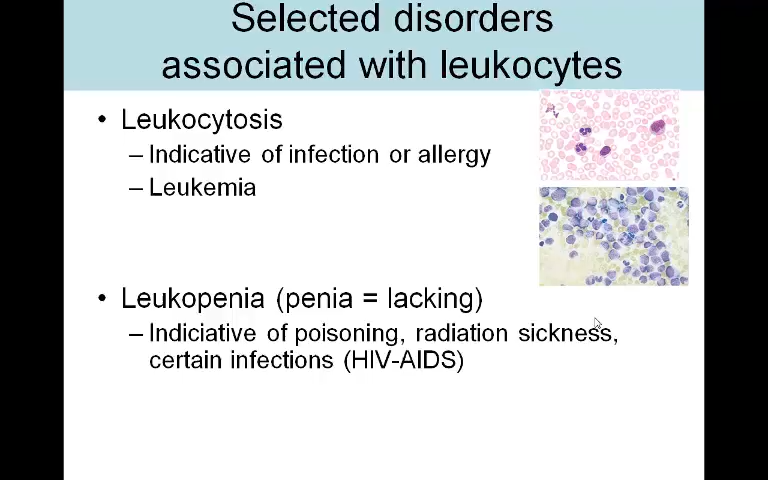 Selected disorders
associated with leukocytes
• Leukocytosis
– Indicative of infection or allergy
– Leukemia
• Leukopenia (penia = lacking)
– Indiciative of poisoning, radiation sickness,
certain infections (HIV-AIDS)